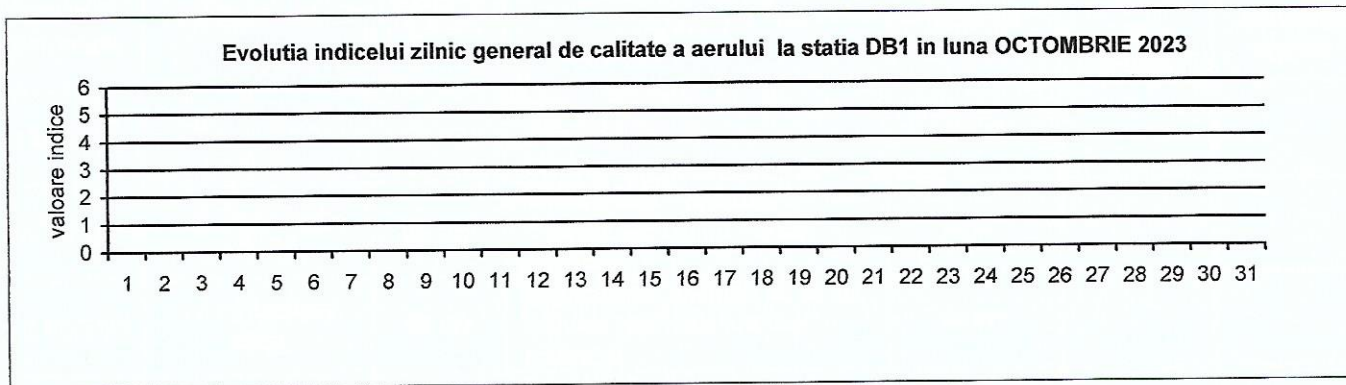 Evolutia indicelui zilnic general de calitate a aerului la statia DB1 in luna OCTOMBRIE 2023
valoare indice
6
5
4
3
2
1
0
1 2 3 4 5 6 7 8 9 10 11 12 13 14 15 16 17 18 19 20 21 22 23 24 25 26 27 28 29 30 31